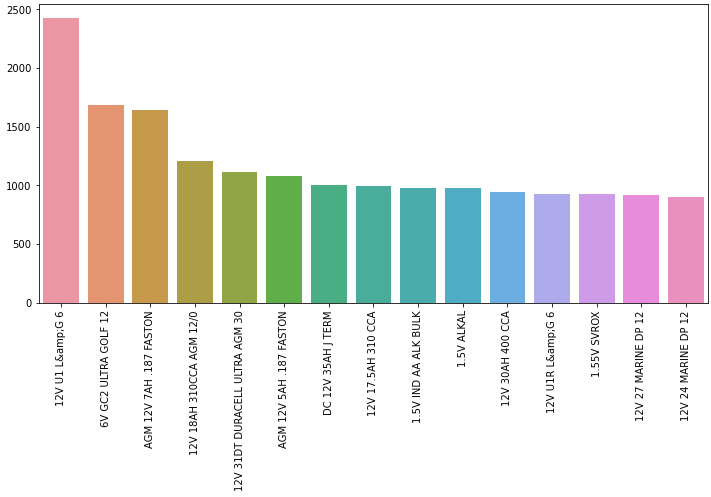 2500
2000
1500
1000
500
0
12V U1 L&amp;G 6
6V GC2 ULTRA GOLF 12
AGM 12V 7AH .187 FASTON
12V 18AH 310CCA AGM 12/0
12V 31DT DURACELL ULTRA AGM 30
AGM 12V 5AH .187 FASTON
DC 12V 35AH J TERM
12V 17.5AH 310 CCA
1.5V IND AA ALK BULK
1.5V ALKAL
12V 30AH 400 CCA
12V U1R L&amp;G 6
1.55V SVROX
12V 27 MARINE DP 12
12V 24 MARINE DP 12